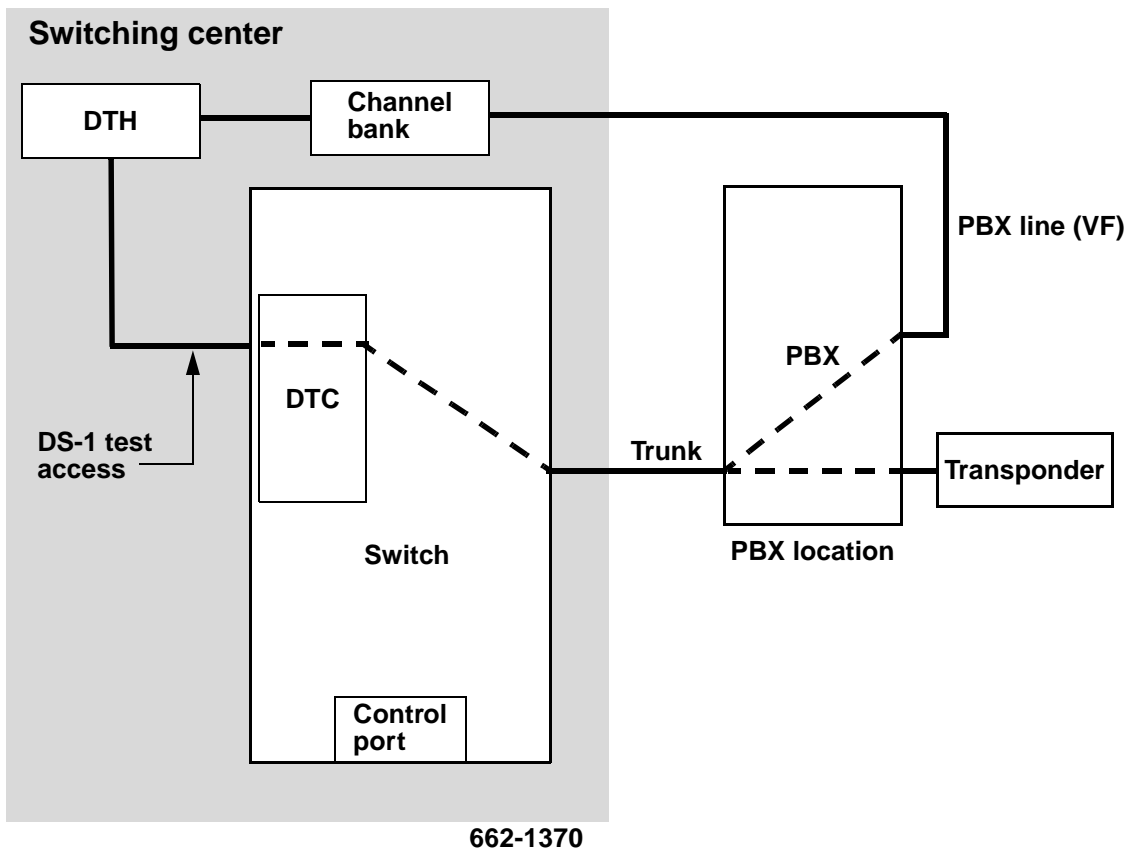 Switching center
DTH
Channel
bank
PBX line (VF)
PBX
DTC
DS-1 test
access
Trunk
Transponder
Switch
PBX location
Control
port
662-1370